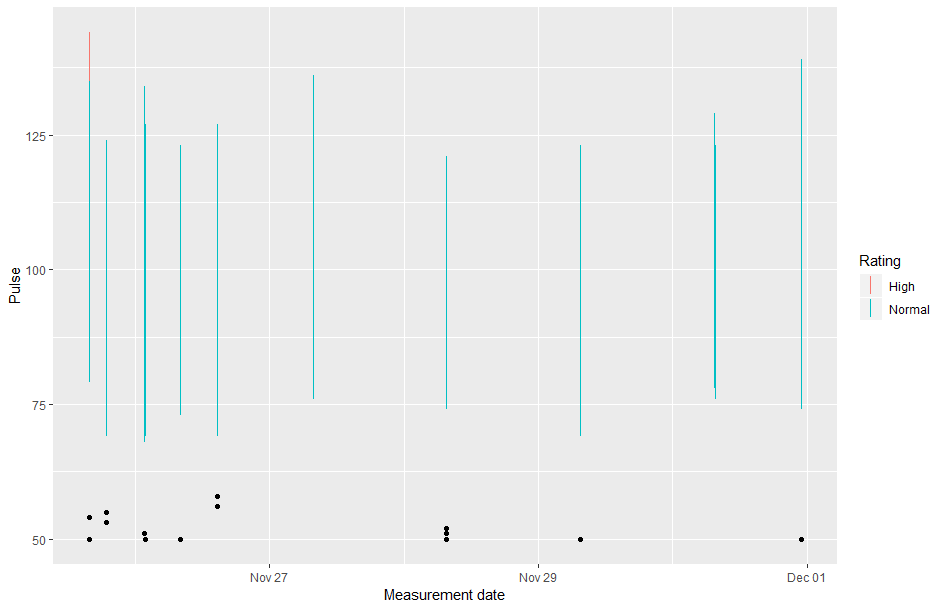 125
100
75
50
Pulse
Nov 27
Nov 29
Dec 01
Measurement date
Rating
High
Normal